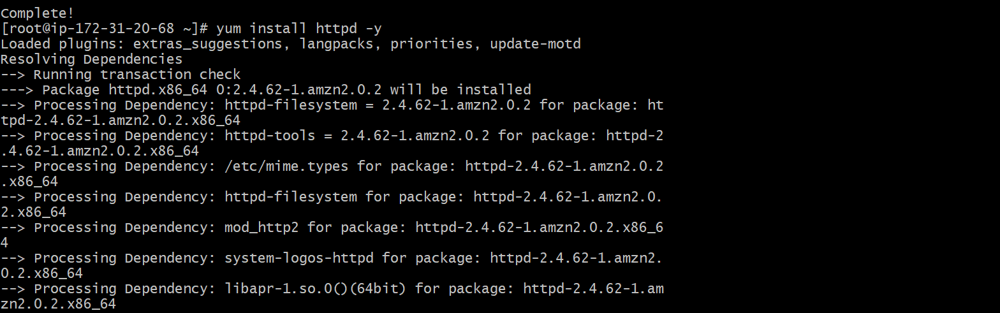 Complete!
[root@ip-172-31-20-68 ~]# yum install httpd -y
Loaded plugins: extras_suggestions, langpacks, priorities, update-motd
Resolving Dependencies
--> Running transaction check
---> Package httpd.x86_64 0:2.4.62-1.amzn2.0.2 will be installed
--> Processing Dependency: httpd-filesystem = 2.4.62-1.amzn2.0.2 for package: ht
tpd-2.4.62-1.amzn2.0.2.x86_64
--> Processing Dependency: httpd-tools = 2.4.62-1.amzn2.0.2 for package: httpd-2
.4.62-1.amzn2.0.2.x86_64
--> Processing Dependency: /etc/mime.types for package: httpd-2.4.62-1.amzn2.0.2
.x86_64
--> Processing Dependency: httpd-filesystem for package: httpd-2.4.62-1.amzn2.0.
2.x86_64
--> Processing Dependency: mod_http2 for package: httpd-2.4.62-1.amzn2.0.2.x86_6
4
--> Processing Dependency: system-logos-httpd for package: httpd-2.4.62-1.amzn2.
0.2.x86_64
--> Processing Dependency: libapr-1.so.0()(64bit) for package: httpd-2.4.62-1.am
zn2.0.2.x86_64